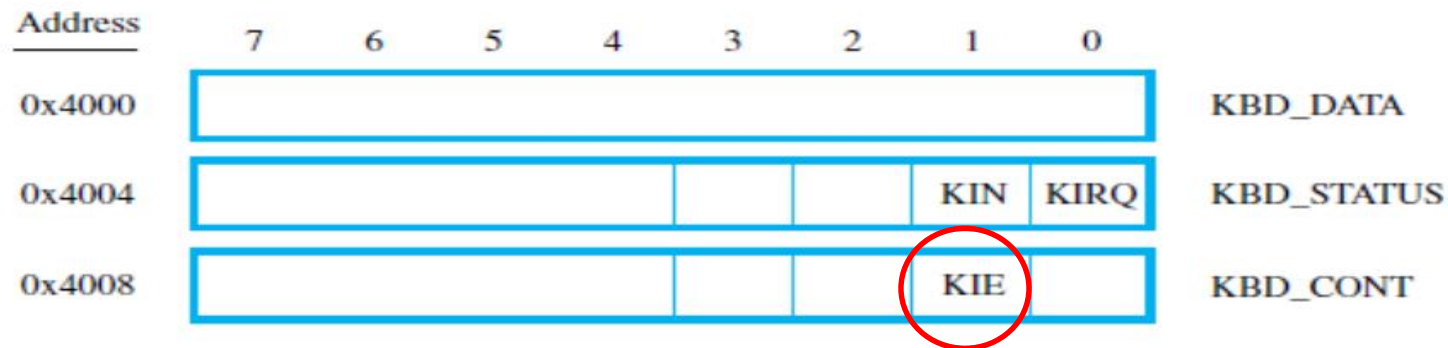 Address 7 6 5 4 3 2 1 0
0x4000 KBD_DATA
0x4004 KIN KIRQ KBD_STATUS
0x4008 KIE KBD_CONT